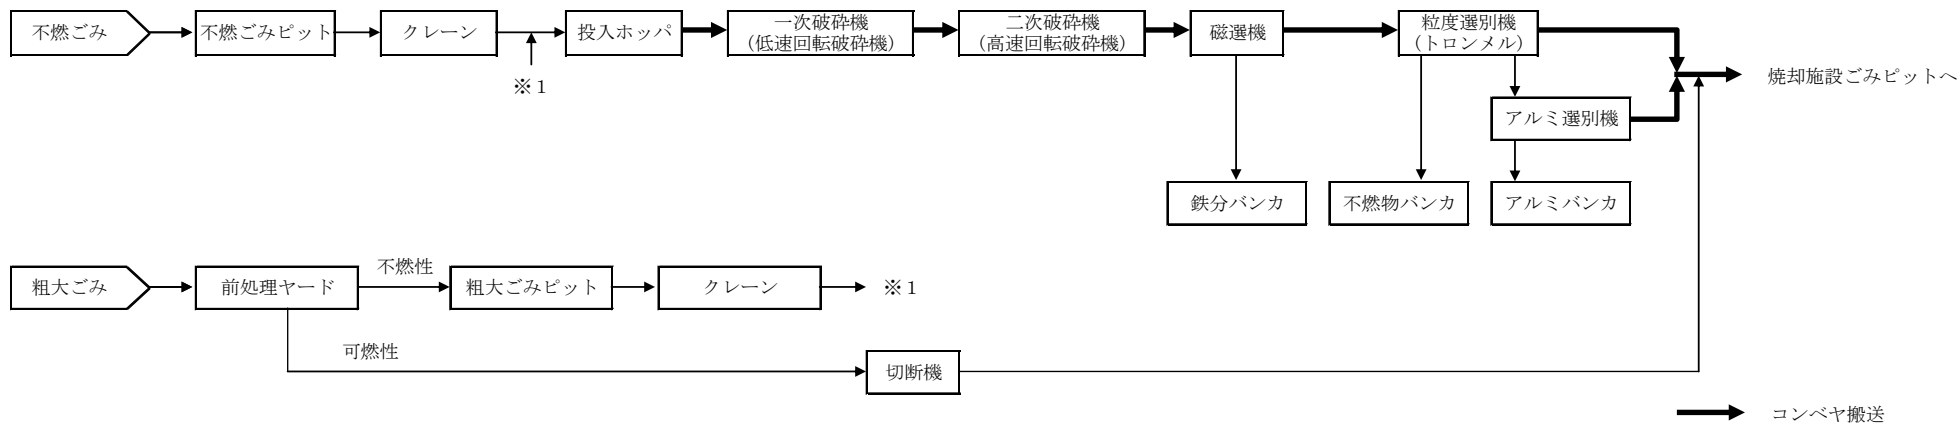 不燃ごみ
不燃ごみピット
クレーン
※1
投入ホッパ
一次破砕機
（低速回転破砕機）
二次破砕機
（高速回転破砕機）
磁選機
粒度選別機
（トロンメル）
焼却施設ごみピットへ
アルミ選別機
鉄分バンカ
不燃物バンカ
アルミバンカ
粗大ごみ
前処理ヤード
不燃性
粗大ごみピット
クレーン
※1
可燃性
切断機
コンベヤ搬送